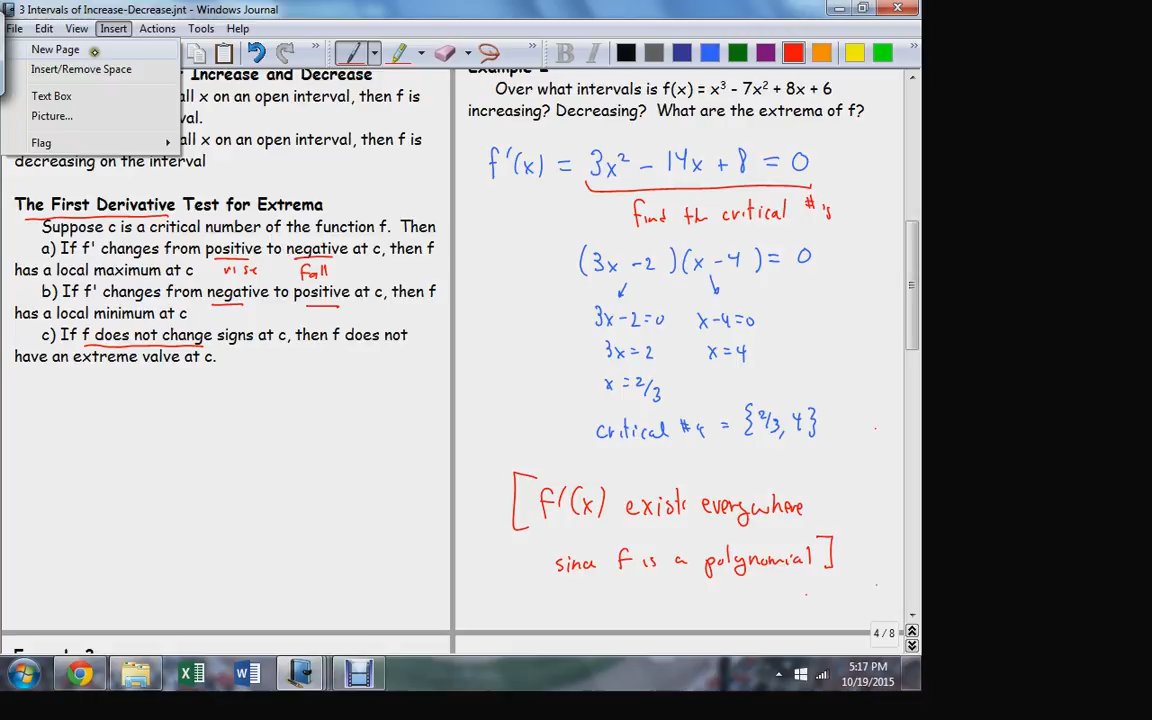 3 Intervals of Increase-Decrease.jnt - Windows Journal
File Edit View Insert Actions Tools Help
New Page
Insert/Remove Space
Text Box
Picture...
Flag
r Increase and Decrease
all x on an open interval, then f is
val.
all x on an open interval, then f is
decreasing on the interval
The First Derivative Test for Extrema
Suppose c is a critical number of the function f. Then
a) If f' changes from positive to negative at c, then f
has a local maximum at c
rise fall
b) If f' changes from negative to positive at c, then f
has a local minimum at c
c) If f does not change signs at c, then f does not
have an extreme valve at c.
Over what intervals is f(x) = x³ - 7x² + 8x + 6
increasing? Decreasing? What are the extrema of f?
f'(x) = 3x² - 14x + 8 = 0
find the critical #'s
(3x - 2)(x - 4) = 0
3x-2=0 x-4=0
3x=2 x=4
x = 2/3
critical #s = {2/3, 4}
[f'(x) exists everywhere
since f is a polynomial]
4 / 8
5:17 PM
10/19/2015